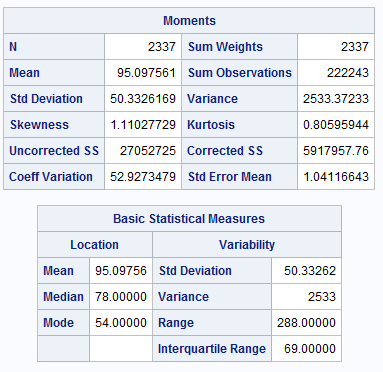 Moments
N 2337 Sum Weights 2337
Mean 95.097561 Sum Observations 222243
Std Deviation 50.3326169 Variance 2533.37233
Skewness 1.11027729 Kurtosis 0.80595944
Uncorrected SS 27052725 Corrected SS 5917957.76
Coeff Variation 52.9273479 Std Error Mean 1.04116643
Basic Statistical Measures
Location Variability
Mean 95.09756 Std Deviation 50.33262
Median 78.00000 Variance 2533
Mode 54.00000 Range 288.00000
Interquartile Range 69.00000